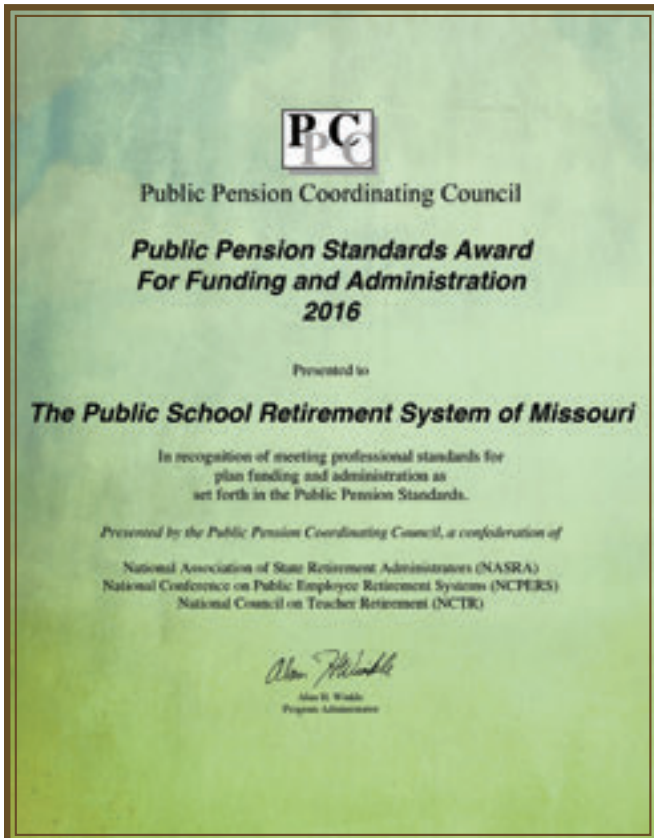 PPCC
Public Pension Coordinating Council
Public Pension Standards Award
For Funding and Administration
2016
Presented to
The Public School Retirement System of Missouri
In recognition of meeting professional standards for
plan funding and administration as
set forth in the Public Pension Standards.
Presented by the Public Pension Coordinating Council, a confederation of
National Association of State Retirement Administrators (NASRA)
National Conference on Public Employee Retirement Systems (NCPERS)
National Council on Teacher Retirement (NCTR)
Alan H. Winkle
Alan H. Winkle
Program Administrator